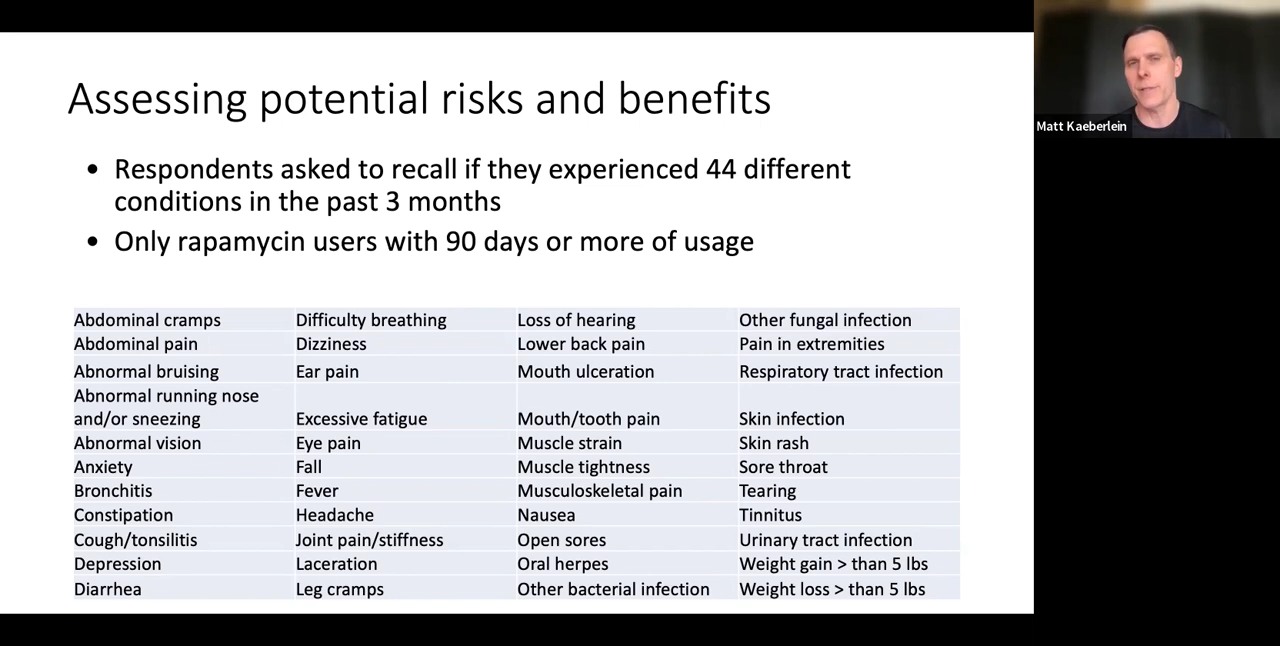 Assessing potential risks and benefits
Matt Kaeberlein
• Respondents asked to recall if they experienced 44 different
conditions in the past 3 months
• Only rapamycin users with 90 days or more of usage
Abdominal cramps Difficulty breathing Loss of hearing Other fungal infection
Abdominal pain Dizziness Lower back pain Pain in extremities
Abnormal bruising Ear pain Mouth ulceration Respiratory tract infection
Abnormal running nose
and/or sneezing Excessive fatigue Mouth/tooth pain Skin infection
Abnormal vision Eye pain Muscle strain Skin rash
Anxiety Fall Muscle tightness Sore throat
Bronchitis Fever Musculoskeletal pain Tearing
Constipation Headache Nausea Tinnitus
Cough/tonsilitis Joint pain/stiffness Open sores Urinary tract infection
Depression Laceration Oral herpes Weight gain > than 5 lbs
Diarrhea Leg cramps Other bacterial infection Weight loss > than 5 lbs